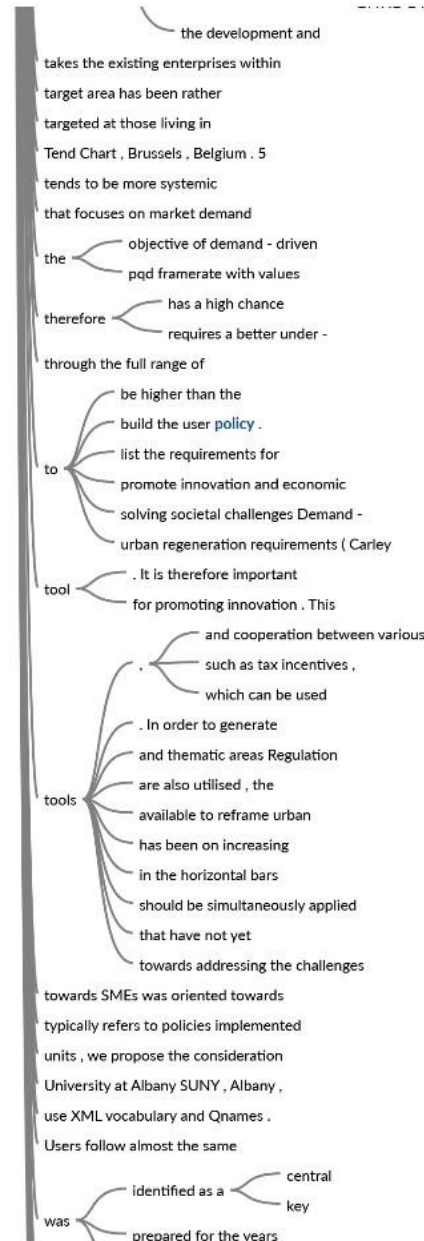 the development and
takes the existing enterprises within
target area has been rather
targeted at those living in
Tend Chart , Brussels , Belgium . 5
tends to be more systemic
that focuses on market demand
the
objective of demand - driven
pqd framerate with values
therefore
has a high chance
requires a better under -
through the full range of
to
be higher than the
build the user policy .
list the requirements for
promote innovation and economic
solving societal challenges Demand -
urban regeneration requirements ( Carley
tool
. It is therefore important
for promoting innovation . This
tools
,
and cooperation between various
such as tax incentives ,
which can be used
. In order to generate
and thematic areas Regulation
are also utilised , the
available to reframe urban
has been on increasing
in the horizontal bars
should be simultaneously applied
that have not yet
towards addressing the challenges
towards SMEs was oriented towards
typically refers to policies implemented
units , we propose the consideration
University at Albany SUNY , Albany ,
use XML vocabulary and Qnames .
Users follow almost the same
was
identified as a
central
key
prepared for the years